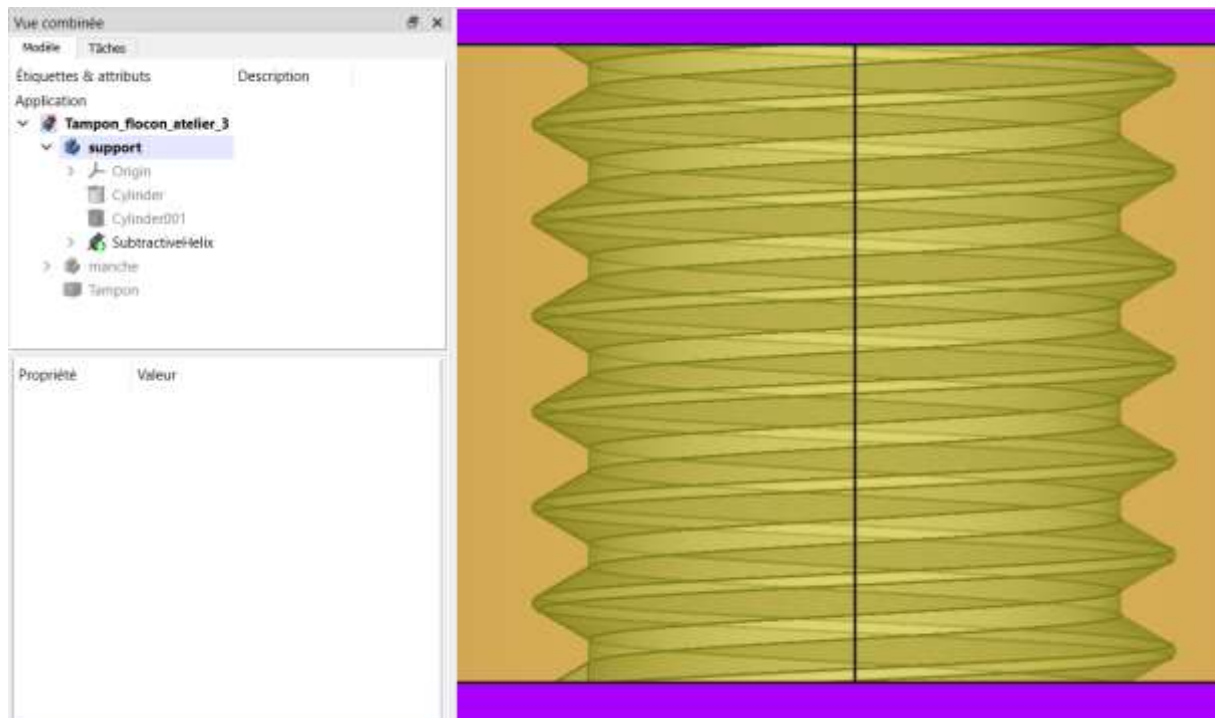 Vue combinée
Modèle Tâches
Étiquettes & attributs Description
Application
Tampon_flocon_atelier_3
support
Origin
Cylinder
Cylinder001
SubtractiveHelix
manche
Tampon
Propriété Valeur